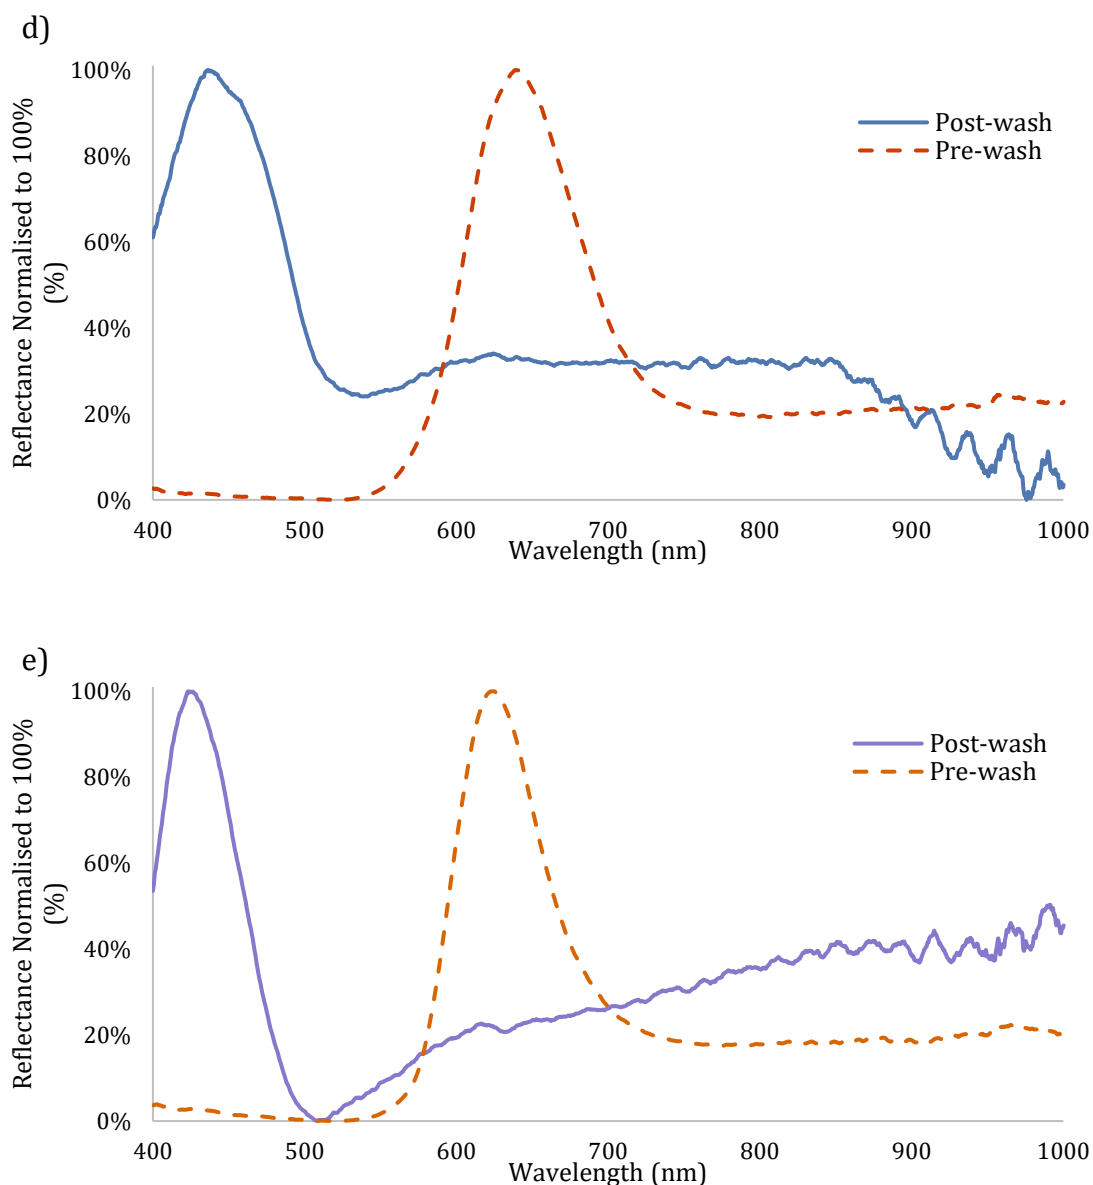 d)
Reflectance Normalised to 100%
(%)
100%
80%
60%
40%
20%
0%
Post-wash
Pre-wash
400 500 600 700 800 900 1000
Wavelength (nm)
e)
Reflectance Normalised to 100%
(%)
100%
80%
60%
40%
20%
0%
Post-wash
Pre-wash
400 500 600 700 800 900 1000
Wavelength (nm)